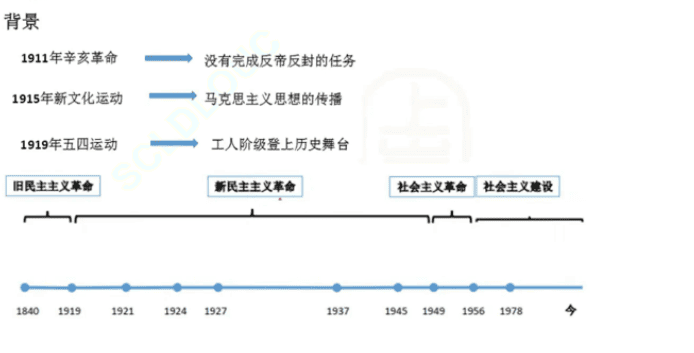 背景
1911年辛亥革命 没有完成反帝反封的任务
1915年新文化运动 马克思主义思想的传播
1919年五四运动 工人阶级登上历史舞台
旧民主主义革命 新民主主义革命 社会主义革命 社会主义建设
1840 1919 1921 1924 1927 1937 1945 1949 1956 1978 今